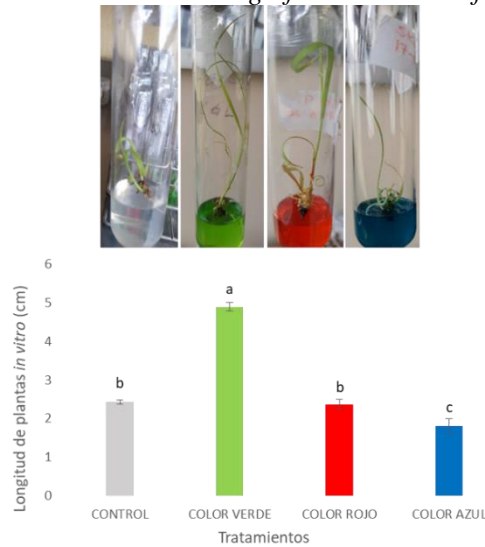 6
a
5
4
3
b
b
c
2
1
0
Longitud de plantas in vitro (cm)
CONTROL
COLOR VERDE
COLOR ROJO
COLOR AZUL
Tratamientos